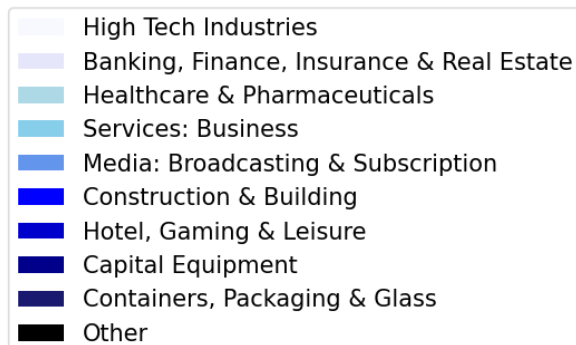 High Tech Industries
Banking, Finance, Insurance & Real Estate
Healthcare & Pharmaceuticals
Services: Business
Media: Broadcasting & Subscription
Construction & Building
Hotel, Gaming & Leisure
Capital Equipment
Containers, Packaging & Glass
Other